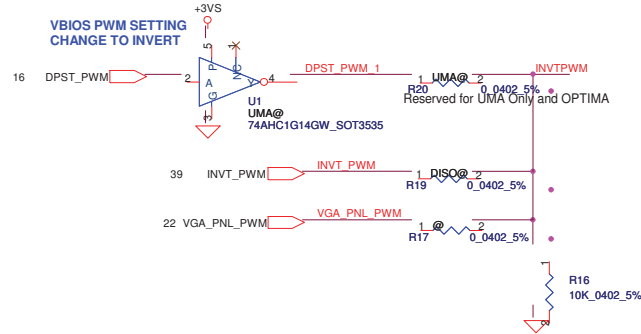 +3VS
VBIOS PWM SETTING
CHANGE TO INVERT
5
1
P
NC
16 DPST_PWM 2 A Y 4 DPST_PWM_1 1 UMA@ 2 INVTPWM
G
R20 0_0402_5%
Reserved for UMA Only and OPTIMA
3
U1
UMA@
74AHC1G14GW_SOT3535
39 INVT_PWM INVT_PWM 1 DISO@ 2
R19 0_0402_5%
22 VGA_PNL_PWM VGA_PNL_PWM 1 @ 2
R17 0_0402_5%
1
R16
10K_0402_5%
2